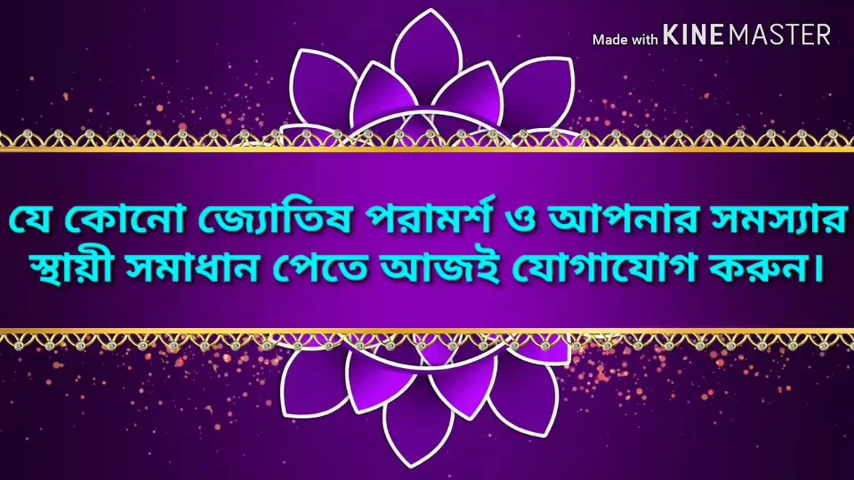 Made with KINEMASTER
যে কোনো জ্যোতিষ পরামর্শ ও আপনার সমস্যার
স্থায়ী সমাধান পেতে আজই যোগাযোগ করুন।